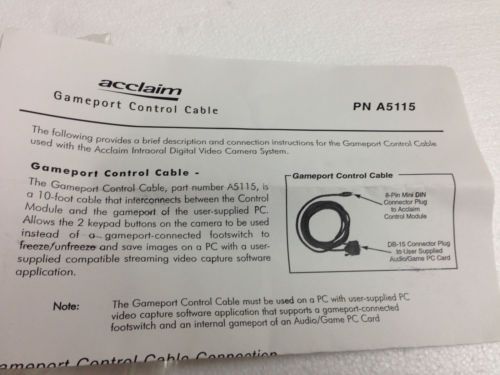 acclaim
Gameport Control Cable
PN A5115
The following provides a brief description and connection instructions for the Gameport Control Cable
used with the Acclaim Intraoral Digital Video Camera System.
Gameport Control Cable -
The Gameport Control Cable, part number A5115, is
a 10-foot cable that interconnects between the Control
Module and the gameport of the user-supplied PC.
Allows the 2 keypad buttons on the camera to be used
instead of a gameport-connected footswitch to
freeze/unfreeze and save images on a PC with a user-
supplied compatible streaming video capture software
application.
Gameport Control Cable
8-Pin Mini DIN
Connector Plug
to Acclaim
Control Module
DB-15 Connector Plug
to User Supplied
Audio/Game PC Card
Note:
The Gameport Control Cable must be used on a PC with user-supplied PC
video capture software application that supports a gameport-connected
footswitch and an internal gameport of an Audio/Game PC Card
Gameport Control Cable Connection